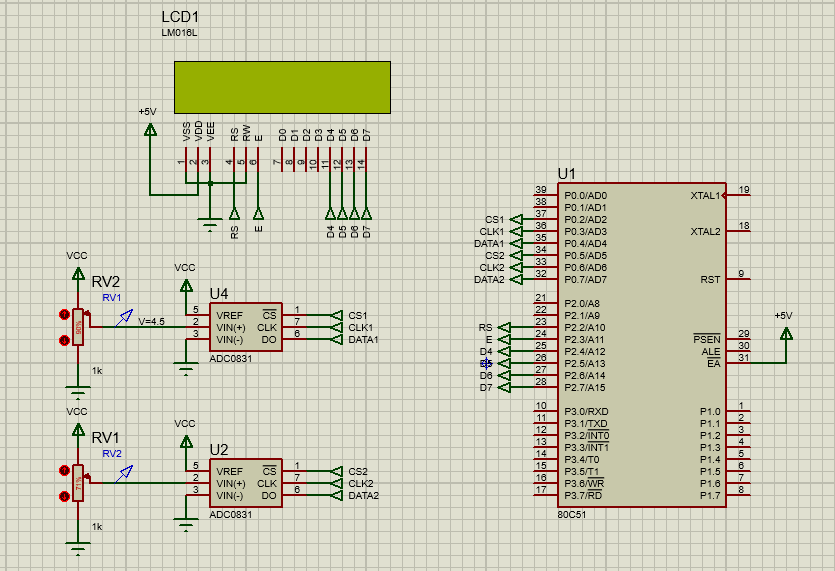 LCD1
LM016L
+5V
VSS VDD VEE RS RW E D0 D1 D2 D3 D4 D5 D6 D7
1 2 3 4 5 6 7 8 9 10 11 12 13 14
RS E D4 D5 D6 D7
U1
39 P0.0/AD0 XTAL1 19
38 P0.1/AD1
CS1 37 P0.2/AD2
CLK1 36 P0.3/AD3 XTAL2 18
DATA1 35 P0.4/AD4
CS2 34 P0.5/AD5
CLK2 33 P0.6/AD6
DATA2 32 P0.7/AD7 RST 9
21 P2.0/A8
22 P2.1/A9
RS 23 P2.2/A10
E 24 P2.3/A11 PSEN 29
D4 25 P2.4/A12 ALE 30
26 P2.5/A13 EA 31
D6 27 P2.6/A14
D7 28 P2.7/A15
+5V
10 P3.0/RXD P1.0 1
11 P3.1/TXD P1.1 2
12 P3.2/INT0 P1.2 3
13 P3.3/INT1 P1.3 4
14 P3.4/T0 P1.4 5
15 P3.5/T1 P1.5 6
16 P3.6/WR P1.6 7
17 P3.7/RD P1.7 8
80C51
VCC
RV2
RV1
90%
V=4.5
1k
VCC
U4
5 VREF CS 1 CS1
2 VIN(+) CLK 7 CLK1
3 VIN(-) DO 6 DATA1
ADC0831
VCC
RV1
RV2
71%
1k
VCC
U2
5 VREF CS 1 CS2
2 VIN(+) CLK 7 CLK2
3 VIN(-) DO 6 DATA2
ADC0831